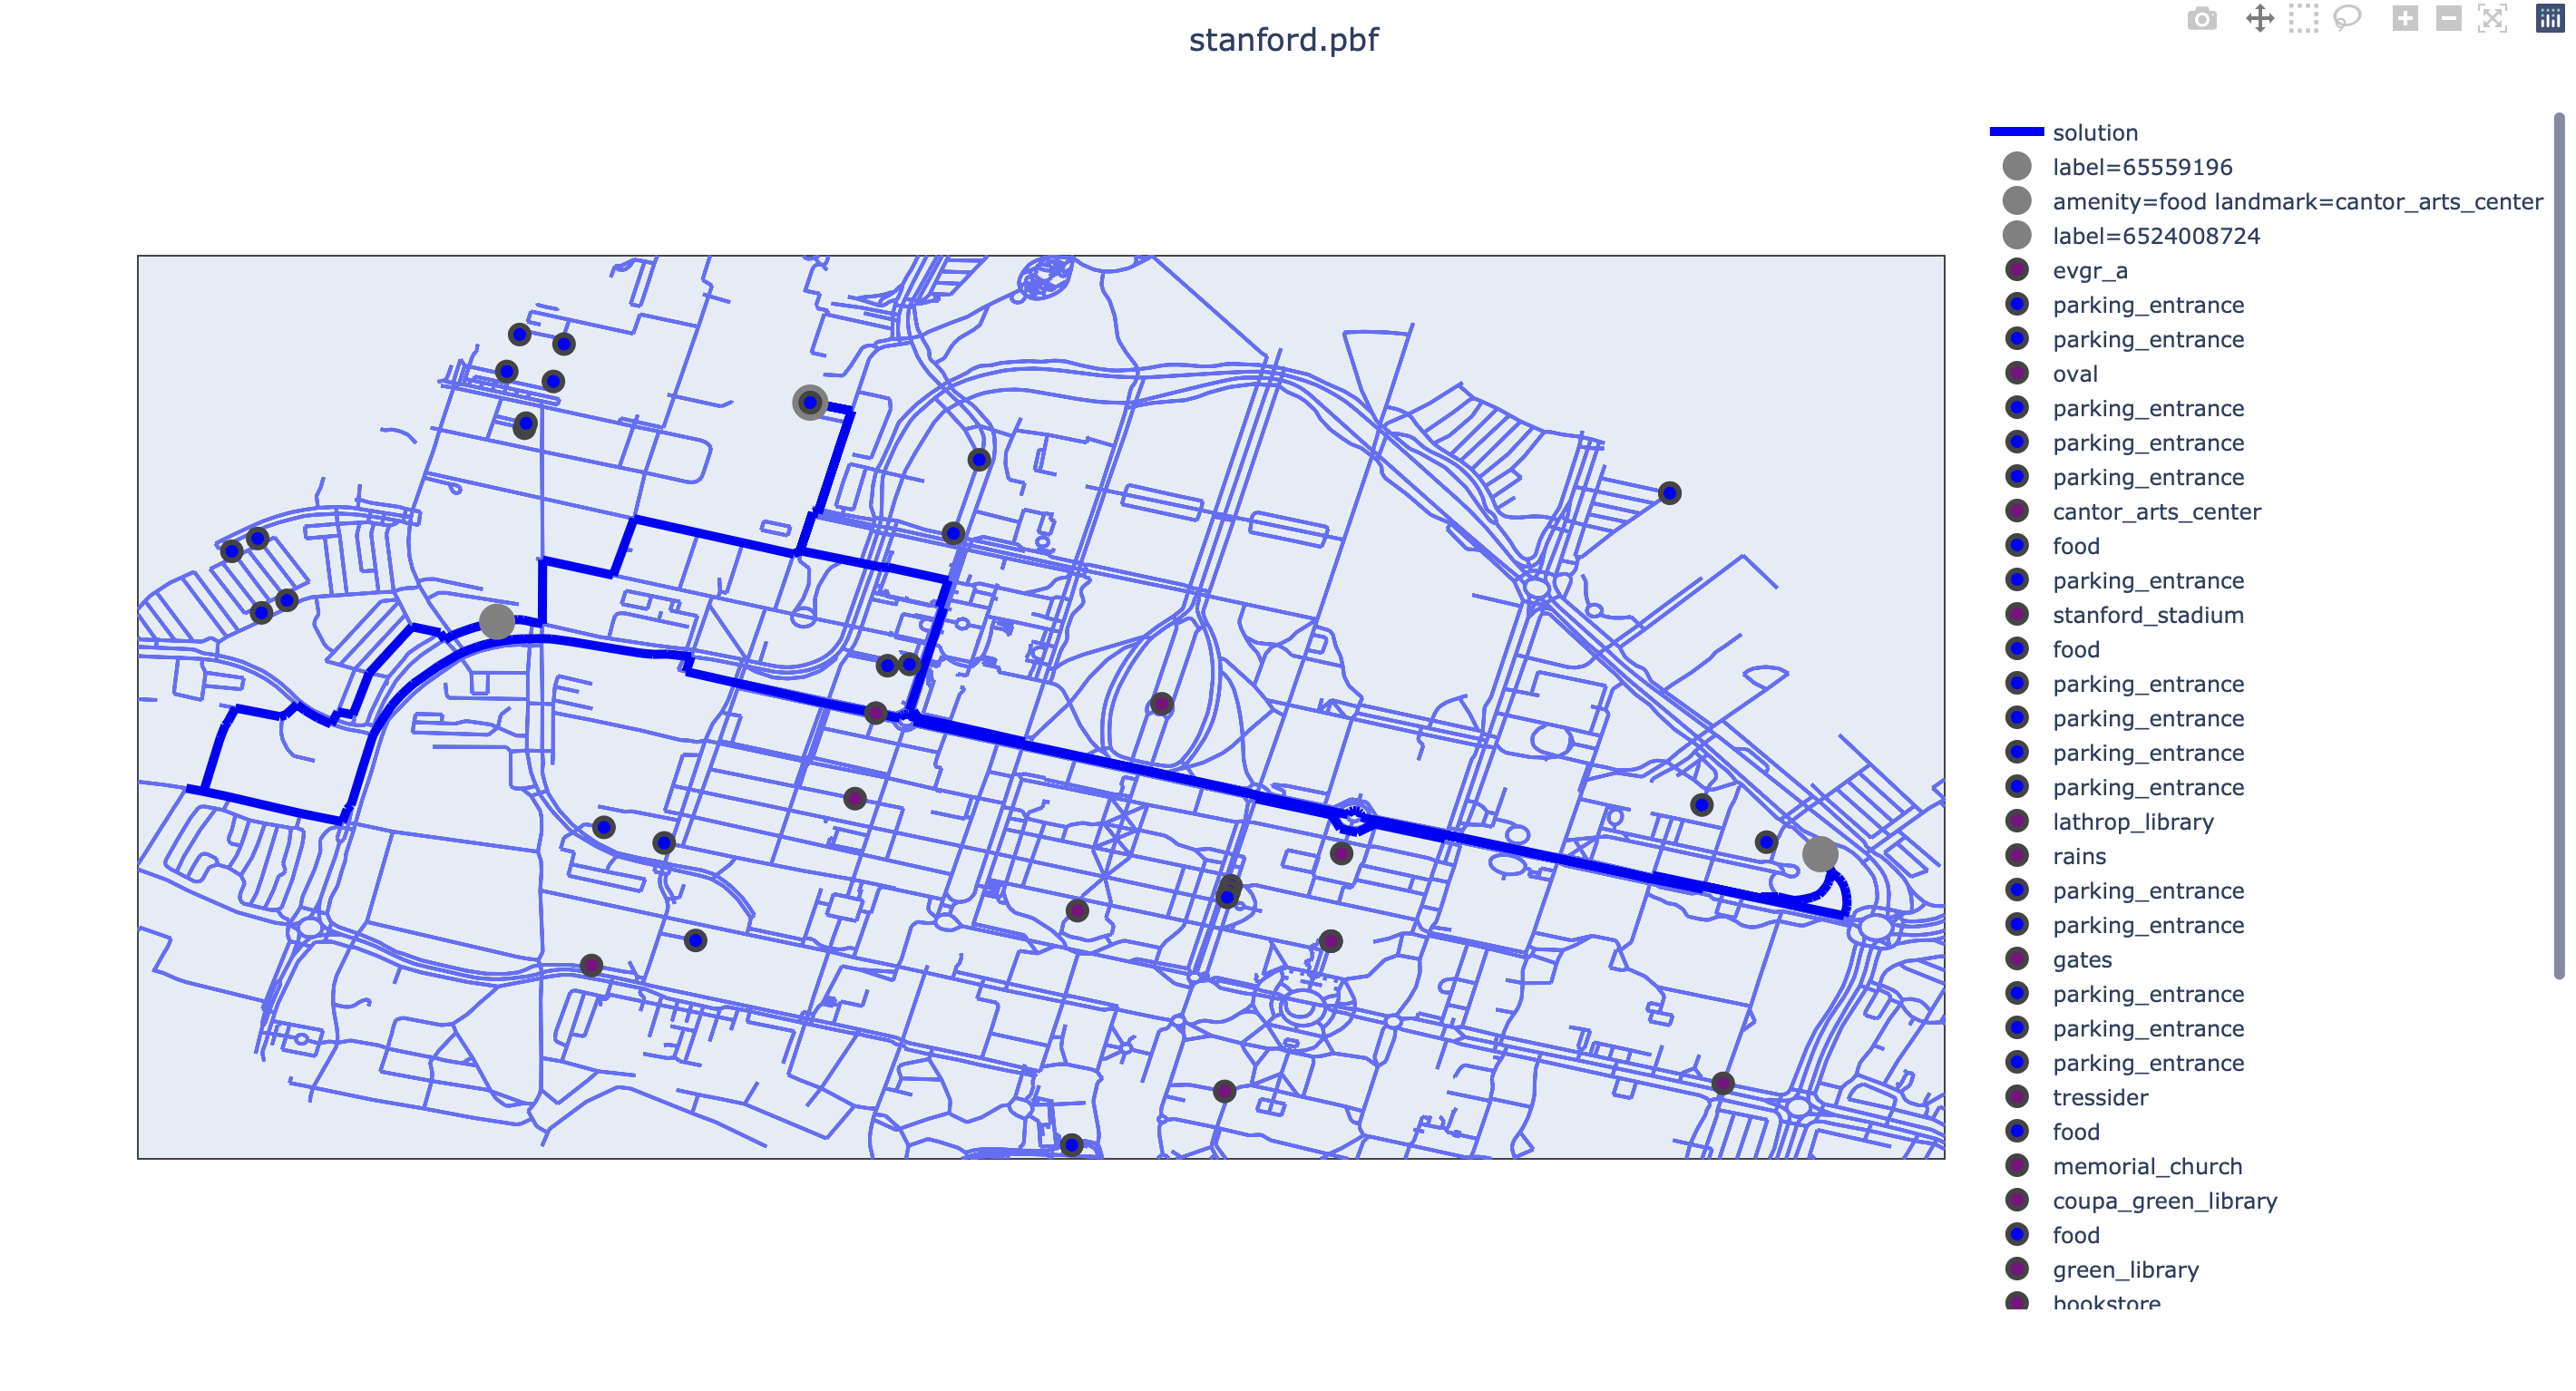 stanford.pbf
solution
label=65559196
amenity=food landmark=cantor_arts_center
label=6524008724
evgr_a
parking_entrance
parking_entrance
oval
parking_entrance
parking_entrance
parking_entrance
cantor_arts_center
food
parking_entrance
stanford_stadium
food
parking_entrance
parking_entrance
parking_entrance
parking_entrance
lathrop_library
rains
parking_entrance
parking_entrance
gates
parking_entrance
parking_entrance
parking_entrance
tressider
food
memorial_church
coupa_green_library
food
green_library
bookstore